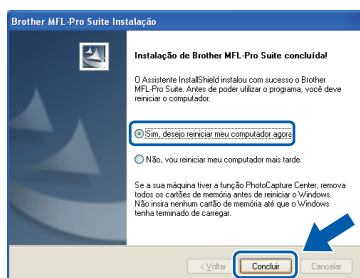 Brother MFL-Pro Suite Instalação
Instalação de Brother MFL-Pro Suite concluída!
O Assistente InstallShield instalou com sucesso o Brother
MFL-Pro Suite. Antes de poder utilizar o programa, você deve
reiniciar o computador.
Sim, desejo reiniciar meu computador agora
Não, vou reiniciar meu computador mais tarde.
Se a sua máquina tiver a função PhotoCapture Center, remova
todos os cartões de memória antes de reiniciar o Windows.
Não insira nenhum cartão de memória até que o Windows
tenha terminado de carregar.
< Voltar Concluir Cancelar